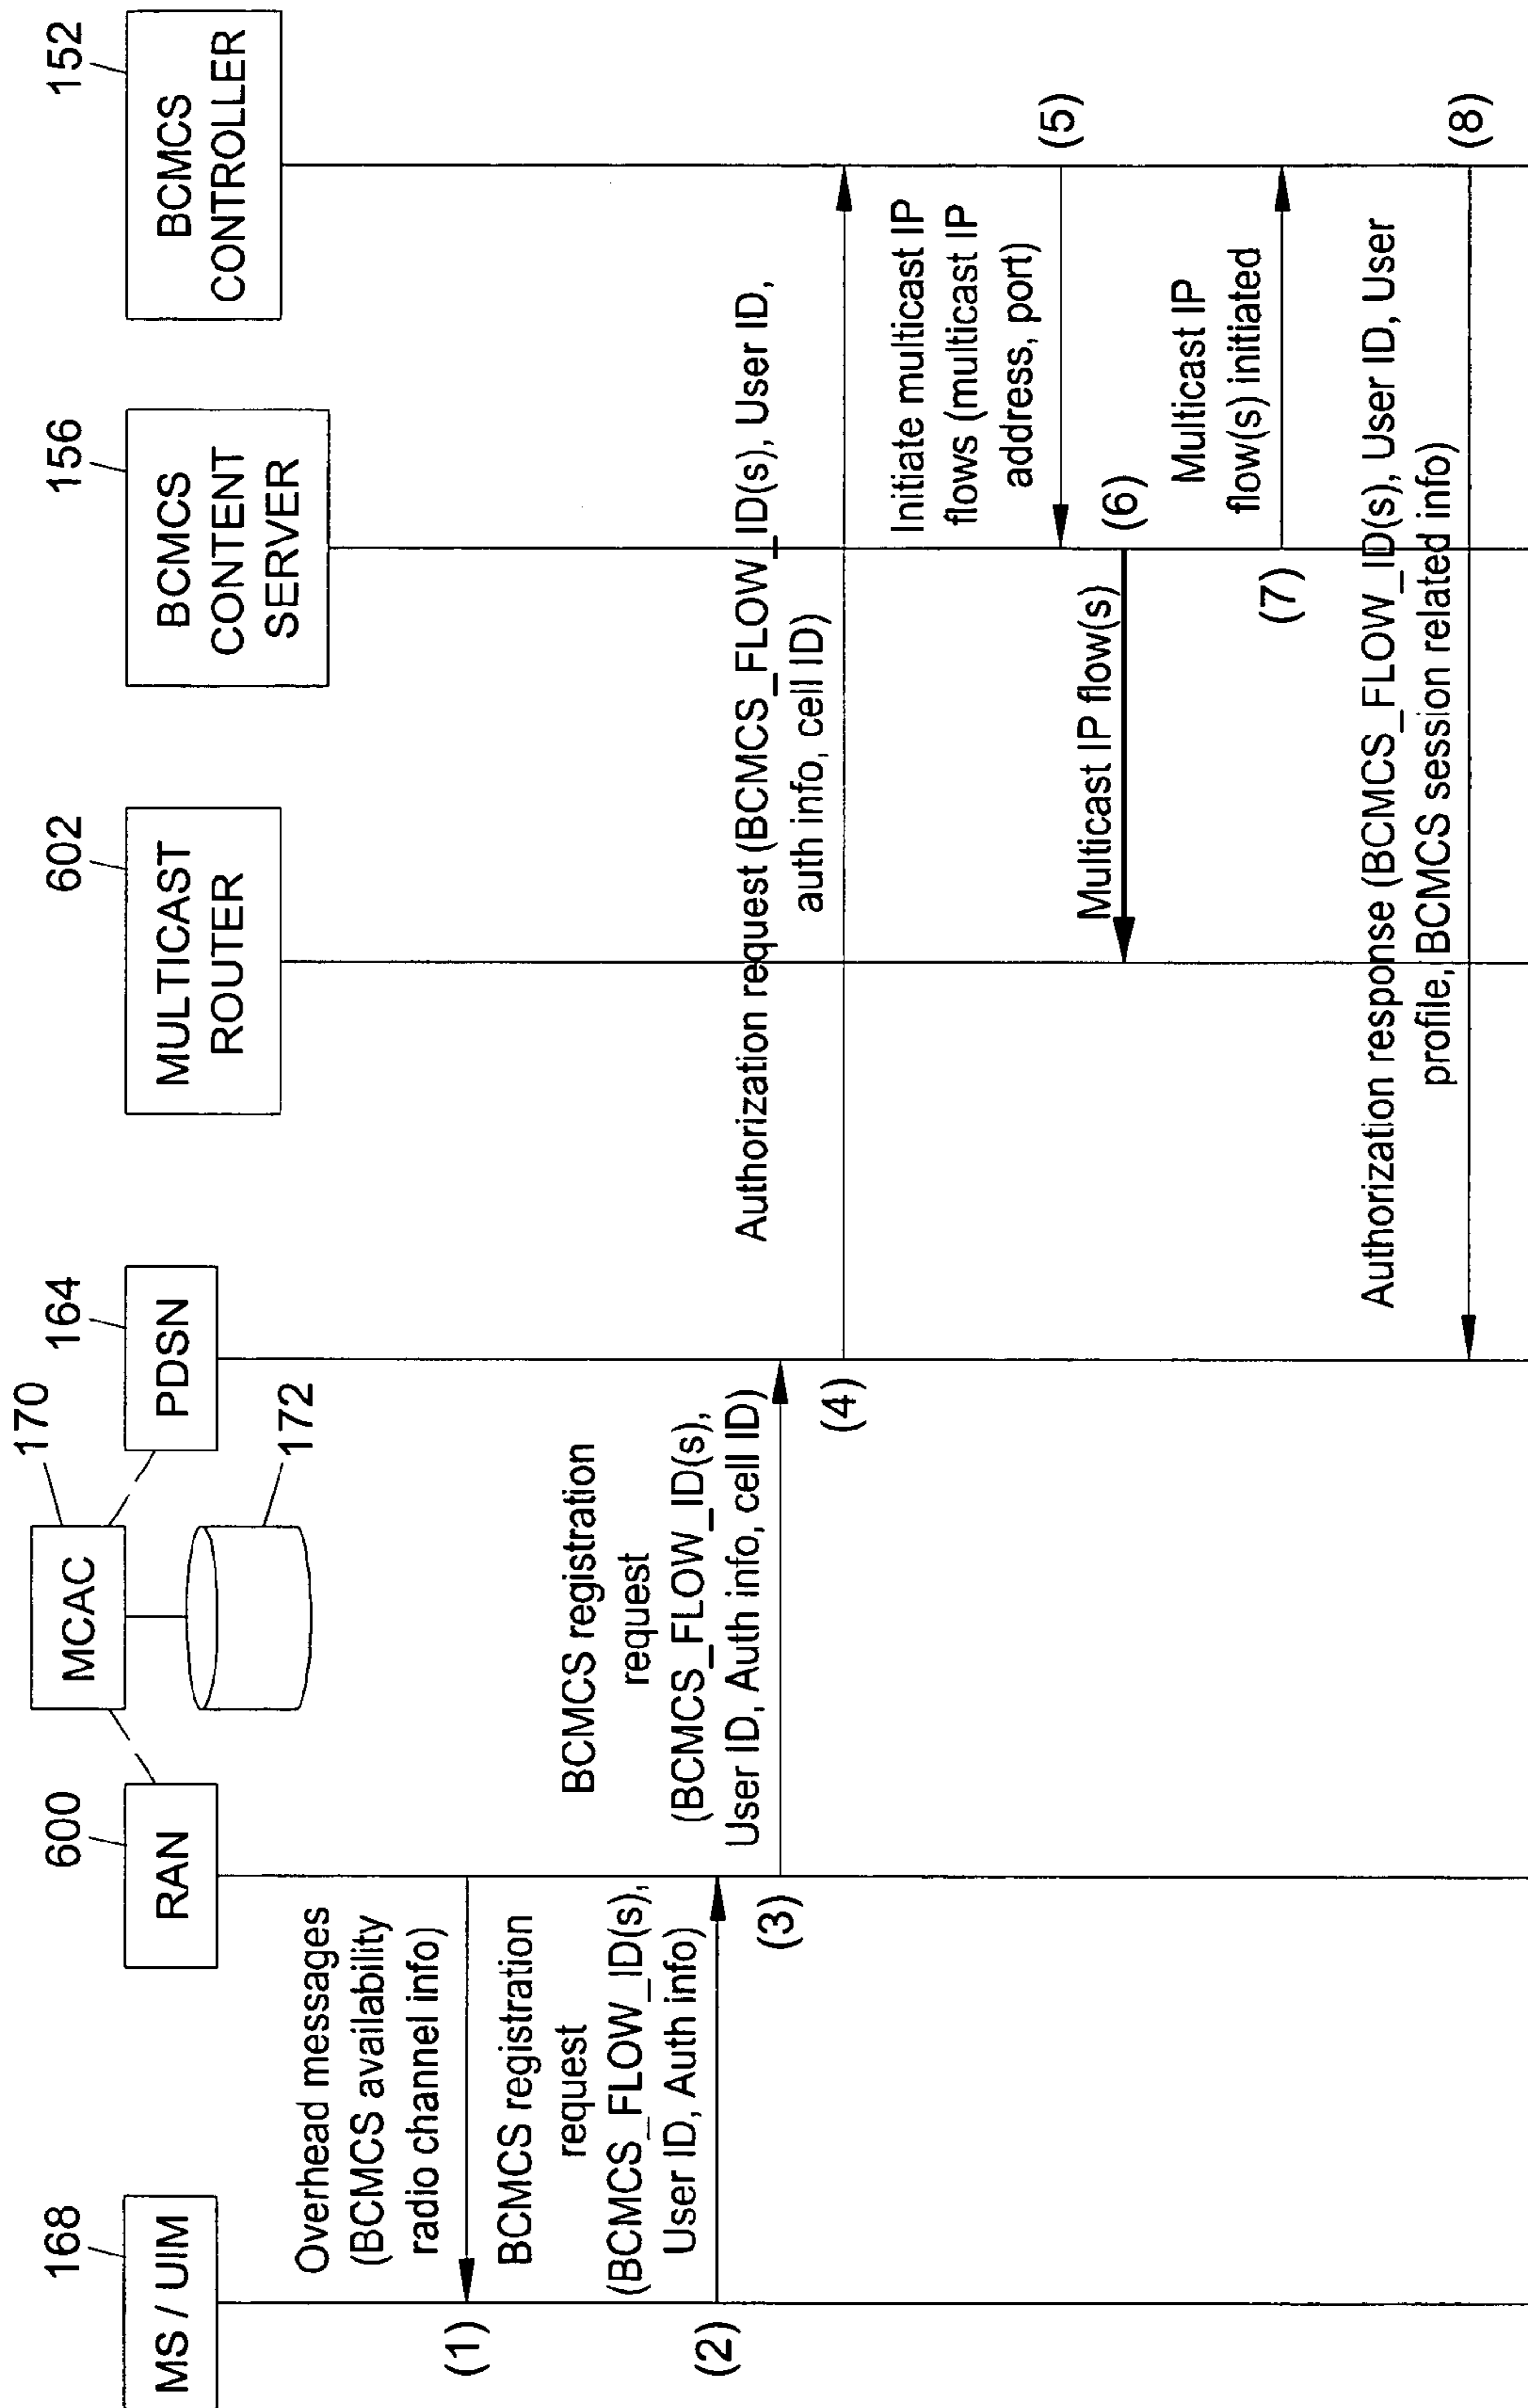 168
MS / UIM
600
RAN
170
MCAC
172
164
PDSN
602
MULTICAST
ROUTER
156
BCMCS
CONTENT
SERVER
152
BCMCS
CONTROLLER
Overhead messages
(BCMCS availability
radio channel info)
(1)
BCMCS registration
request
(BCMCS_FLOW_ID(s),
User ID, Auth info)
(2)
BCMCS registration
request
(BCMCS_FLOW_ID(s),
User ID, Auth info, cell ID)
(3)
Authorization request (BCMCS_FLOW_ID(s), User ID,
auth info, cell ID)
(4)
Initiate multicast IP
flows (multicast IP
address, port)
(5)
Multicast IP flow(s)
(6)
Multicast IP
flow(s) initiated
(7)
Authorization response (BCMCS_FLOW_ID(s), User ID, User
profile, BCMCS session related info)
(8)